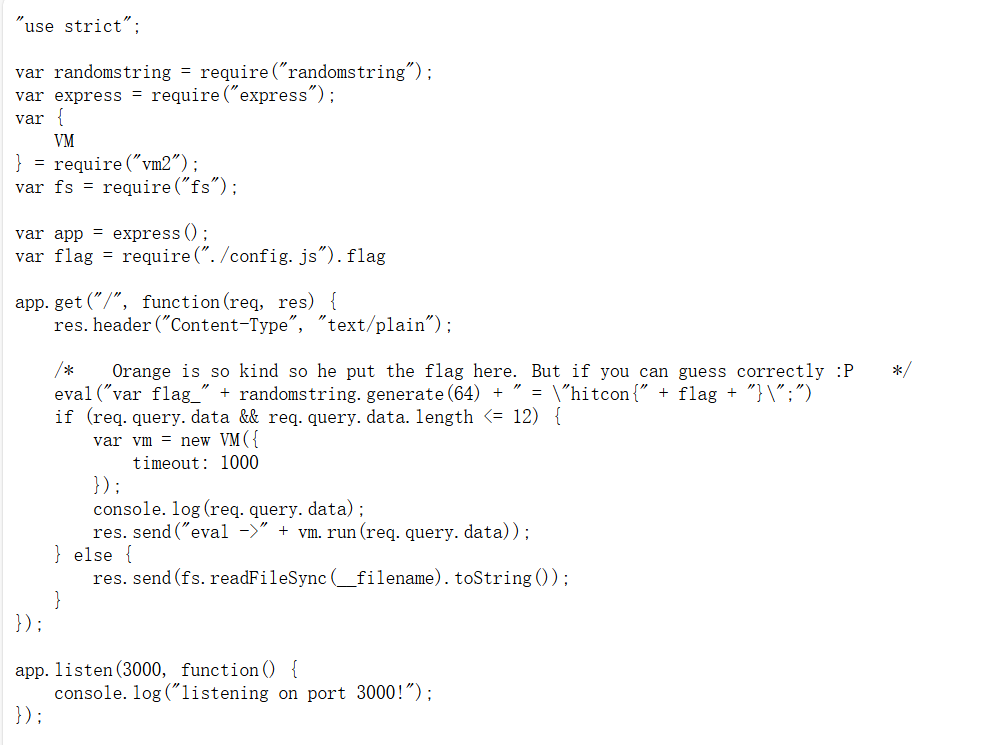 "use strict";

var randomstring = require("randomstring");
var express = require("express");
var {
    VM
} = require("vm2");
var fs = require("fs");

var app = express();
var flag = require("./config.js").flag

app.get("/", function(req, res) {
    res.header("Content-Type", "text/plain");

    /*    Orange is so kind so he put the flag here. But if you can guess correctly :P    */
    eval("var flag_" + randomstring.generate(64) + " = \"hitcon{" + flag + "}\";")
    if (req.query.data && req.query.data.length <= 12) {
        var vm = new VM({
            timeout: 1000
        });
        console.log(req.query.data);
        res.send("eval ->" + vm.run(req.query.data));
    } else {
        res.send(fs.readFileSync(__filename).toString());
    }
});

app.listen(3000, function() {
    console.log("listening on port 3000!");
});